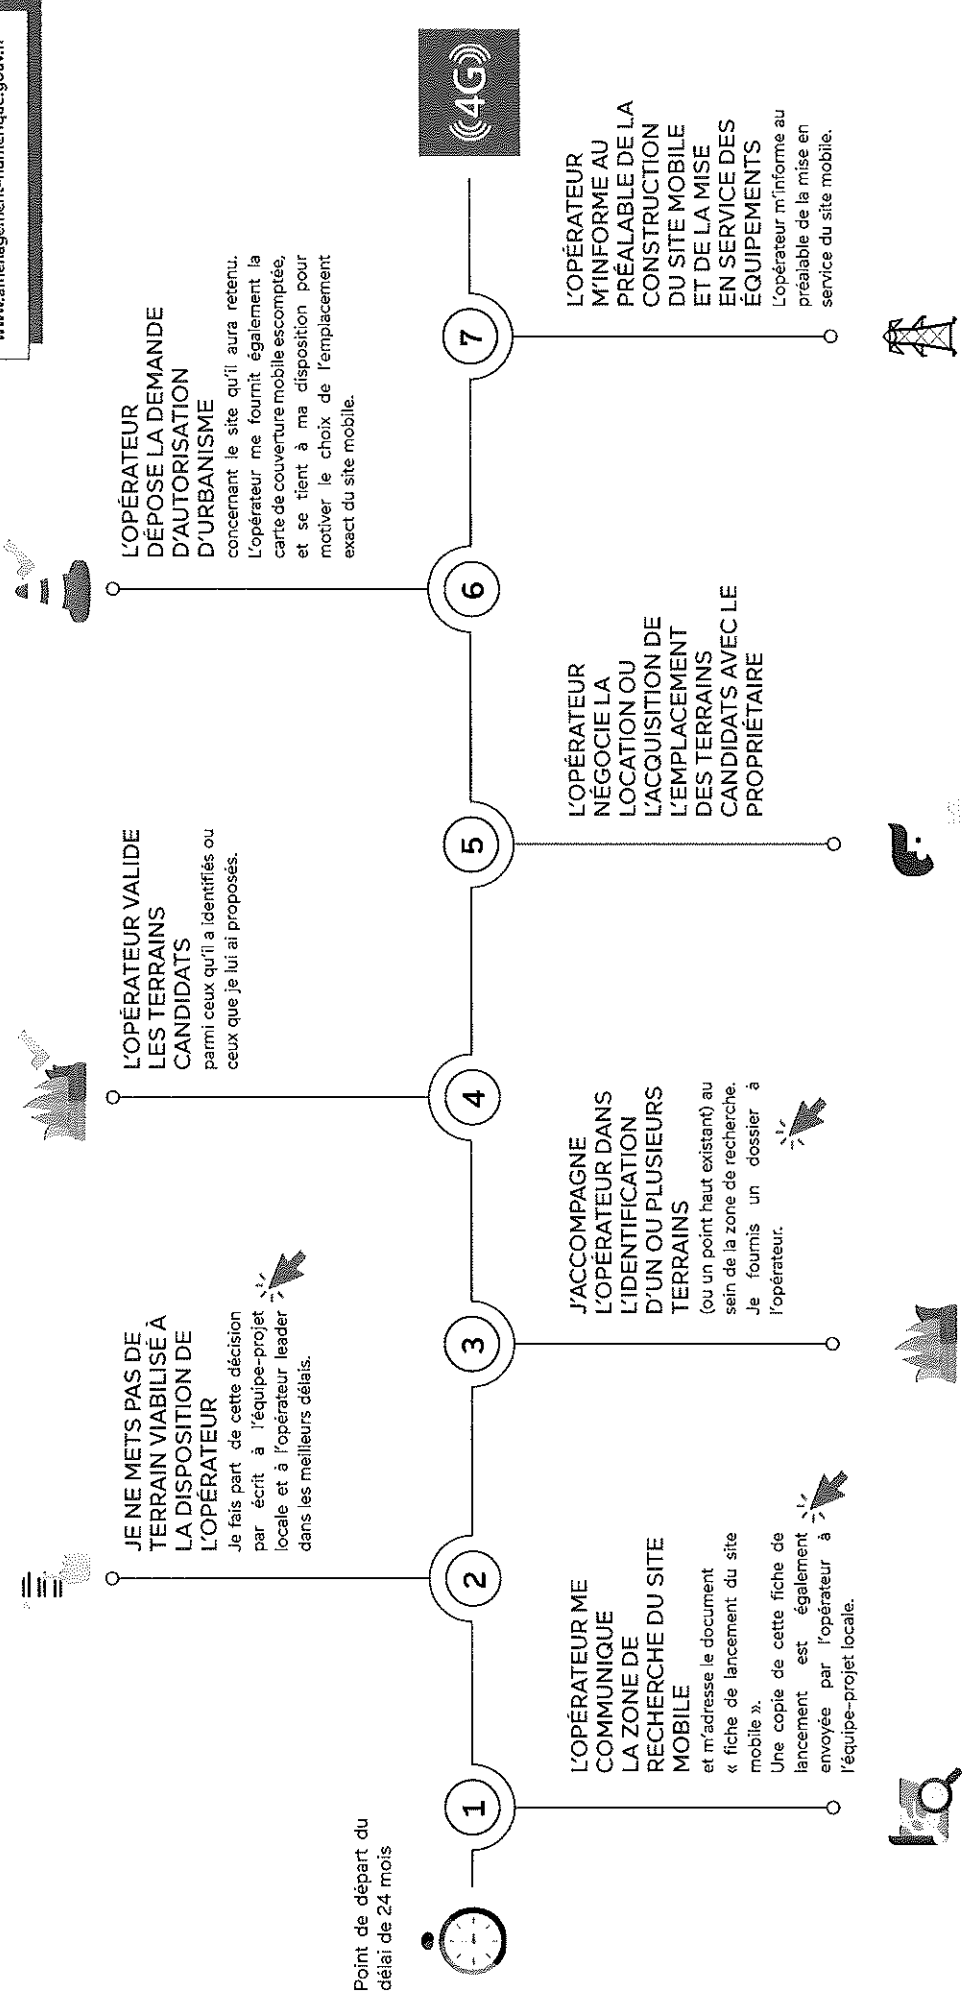 www.amenagement-numerique.gouv.fr
Point de départ du
délai de 24 mois
1
L'OPÉRATEUR ME
COMMUNIQUE
LA ZONE DE
RECHERCHE DU SITE
MOBILE
et m'adresse le document
« fiche de lancement du site
mobile ».
Une copie de cette fiche de
lancement est également
envoyée par l'opérateur à
l'équipe-projet locale.
2
JE NE METS PAS DE
TERRAIN VIABILISÉ À
LA DISPOSITION DE
L'OPÉRATEUR
Je fais part de cette décision
par écrit à l'équipe-projet
locale et à l'opérateur leader
dans les meilleurs délais.
3
J'ACCOMPAGNE
L'OPÉRATEUR DANS
L'IDENTIFICATION
D'UN OU PLUSIEURS
TERRAINS
(ou un point haut existant) au
sein de la zone de recherche.
Je fournis un dossier à
l'opérateur.
4
L'OPÉRATEUR VALIDE
LES TERRAINS
CANDIDATS
parmi ceux qu'il a identifiés ou
ceux que je lui ai proposés.
5
L'OPÉRATEUR
NÉGOCIE LA
LOCATION OU
L'ACQUISITION DE
L'EMPLACEMENT
DES TERRAINS
CANDIDATS AVEC LE
PROPRIÉTAIRE
6
L'OPÉRATEUR
DÉPOSE LA DEMANDE
D'AUTORISATION
D'URBANISME
concernant le site qu'il aura retenu.
L'opérateur me fournit également la
carte de couverture mobile escomptée,
et se tient à ma disposition pour
motiver le choix de l'emplacement
exact du site mobile.
7
L'OPÉRATEUR
M'INFORME AU
PRÉALABLE DE LA
CONSTRUCTION
DU SITE MOBILE
ET DE LA MISE
EN SERVICE DES
ÉQUIPEMENTS
L'opérateur m'informe au
préalable de la mise en
service du site mobile.
((4G))